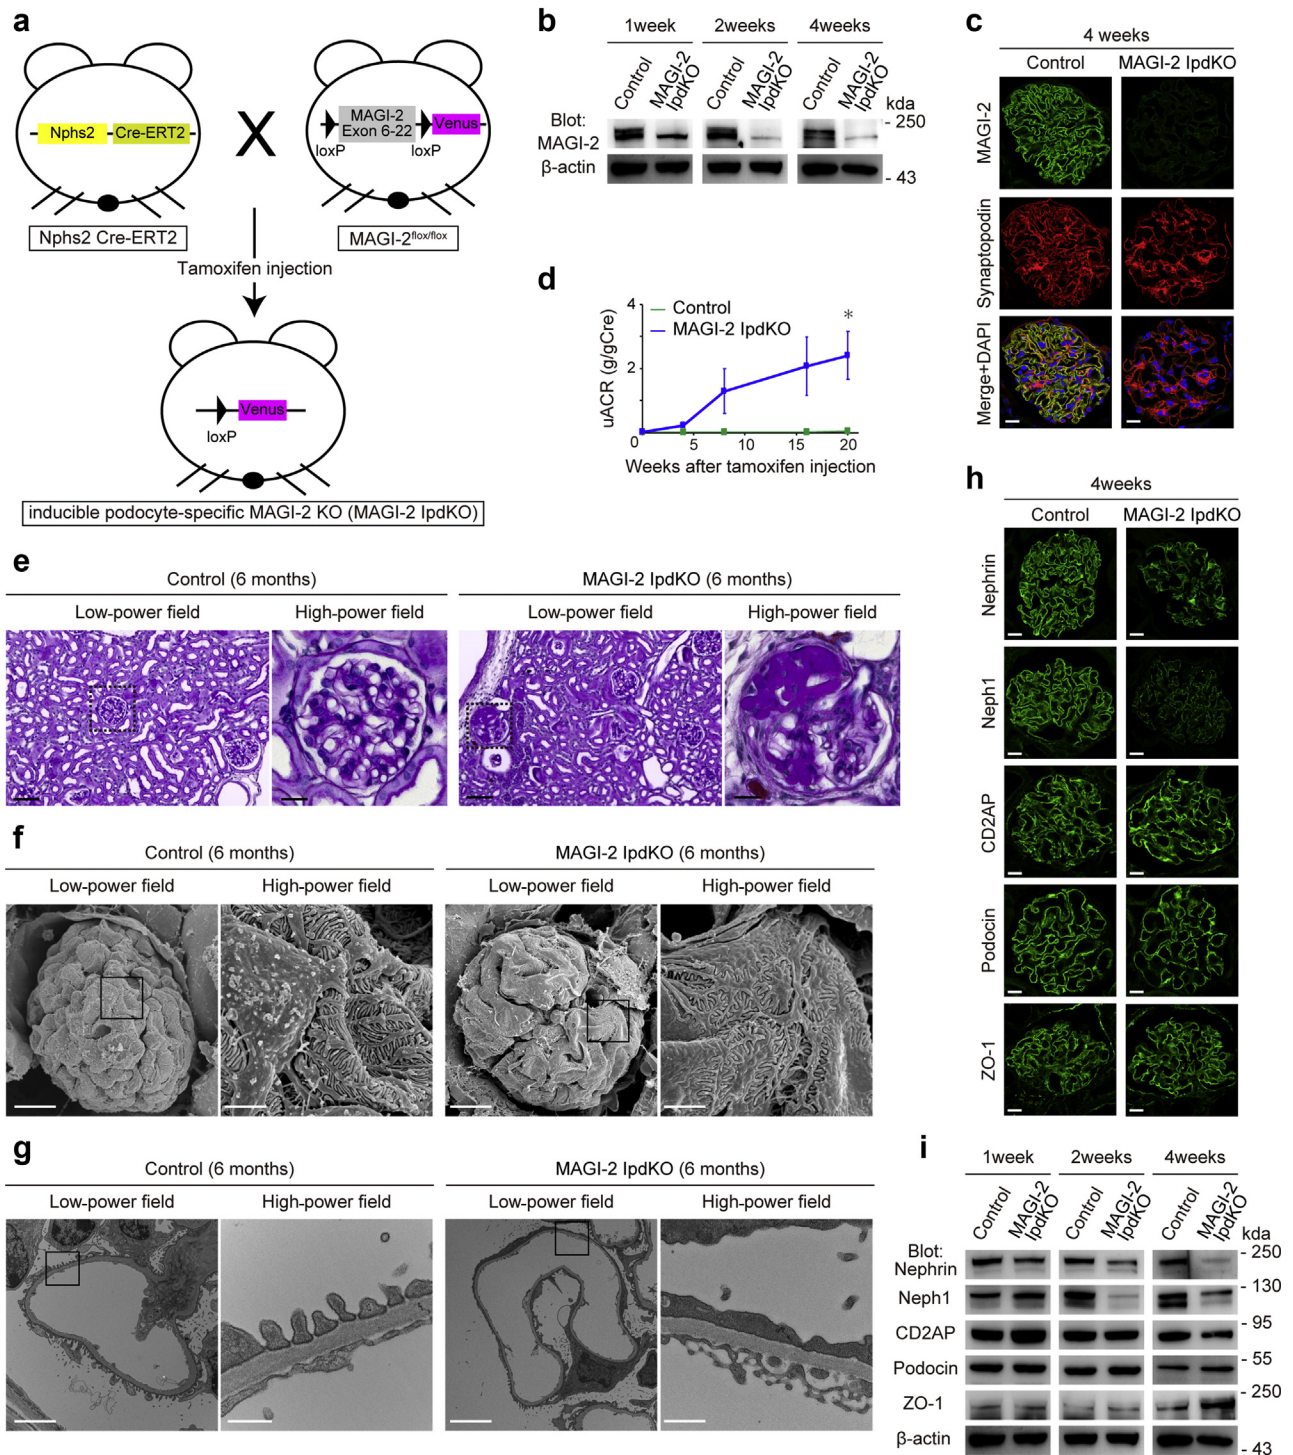 a
Nphs2
Cre-ERT2
X
MAGI-2
Exon 6-22
Venus
loxP
loxP
Nphs2 Cre-ERT2
MAGI-2flox/flox
Tamoxifen injection
Venus
loxP
inducible podocyte-specific MAGI-2 KO (MAGI-2 IpdKO)
b
1week
2weeks
4weeks
Control
MAGI-2
IpdKO
Control
MAGI-2
IpdKO
Control
MAGI-2
IpdKO
kda
Blot:
MAGI-2
- 250
β-actin
- 43
c
4 weeks
Control
MAGI-2 IpdKO
MAGI-2
Synaptopodin
Merge+DAPI
d
4
Control
MAGI-2 IpdKO
*
uACR (g/gCre)
2
0
5
10
15
20
Weeks after tamoxifen injection
e
Control (6 months)
MAGI-2 IpdKO (6 months)
Low-power field
High-power field
Low-power field
High-power field
f
Control (6 months)
MAGI-2 IpdKO (6 months)
Low-power field
High-power field
Low-power field
High-power field
g
Control (6 months)
MAGI-2 IpdKO (6 months)
Low-power field
High-power field
Low-power field
High-power field
h
4weeks
Control
MAGI-2 IpdKO
Nephrin
Neph1
CD2AP
Podocin
ZO-1
i
1week
2weeks
4weeks
Control
MAGI-2
IpdKO
Control
MAGI-2
IpdKO
Control
MAGI-2
IpdKO
kda
Blot:
Nephrin
- 250
Neph1
- 130
CD2AP
- 95
Podocin
- 55
ZO-1
- 250
β-actin
- 43